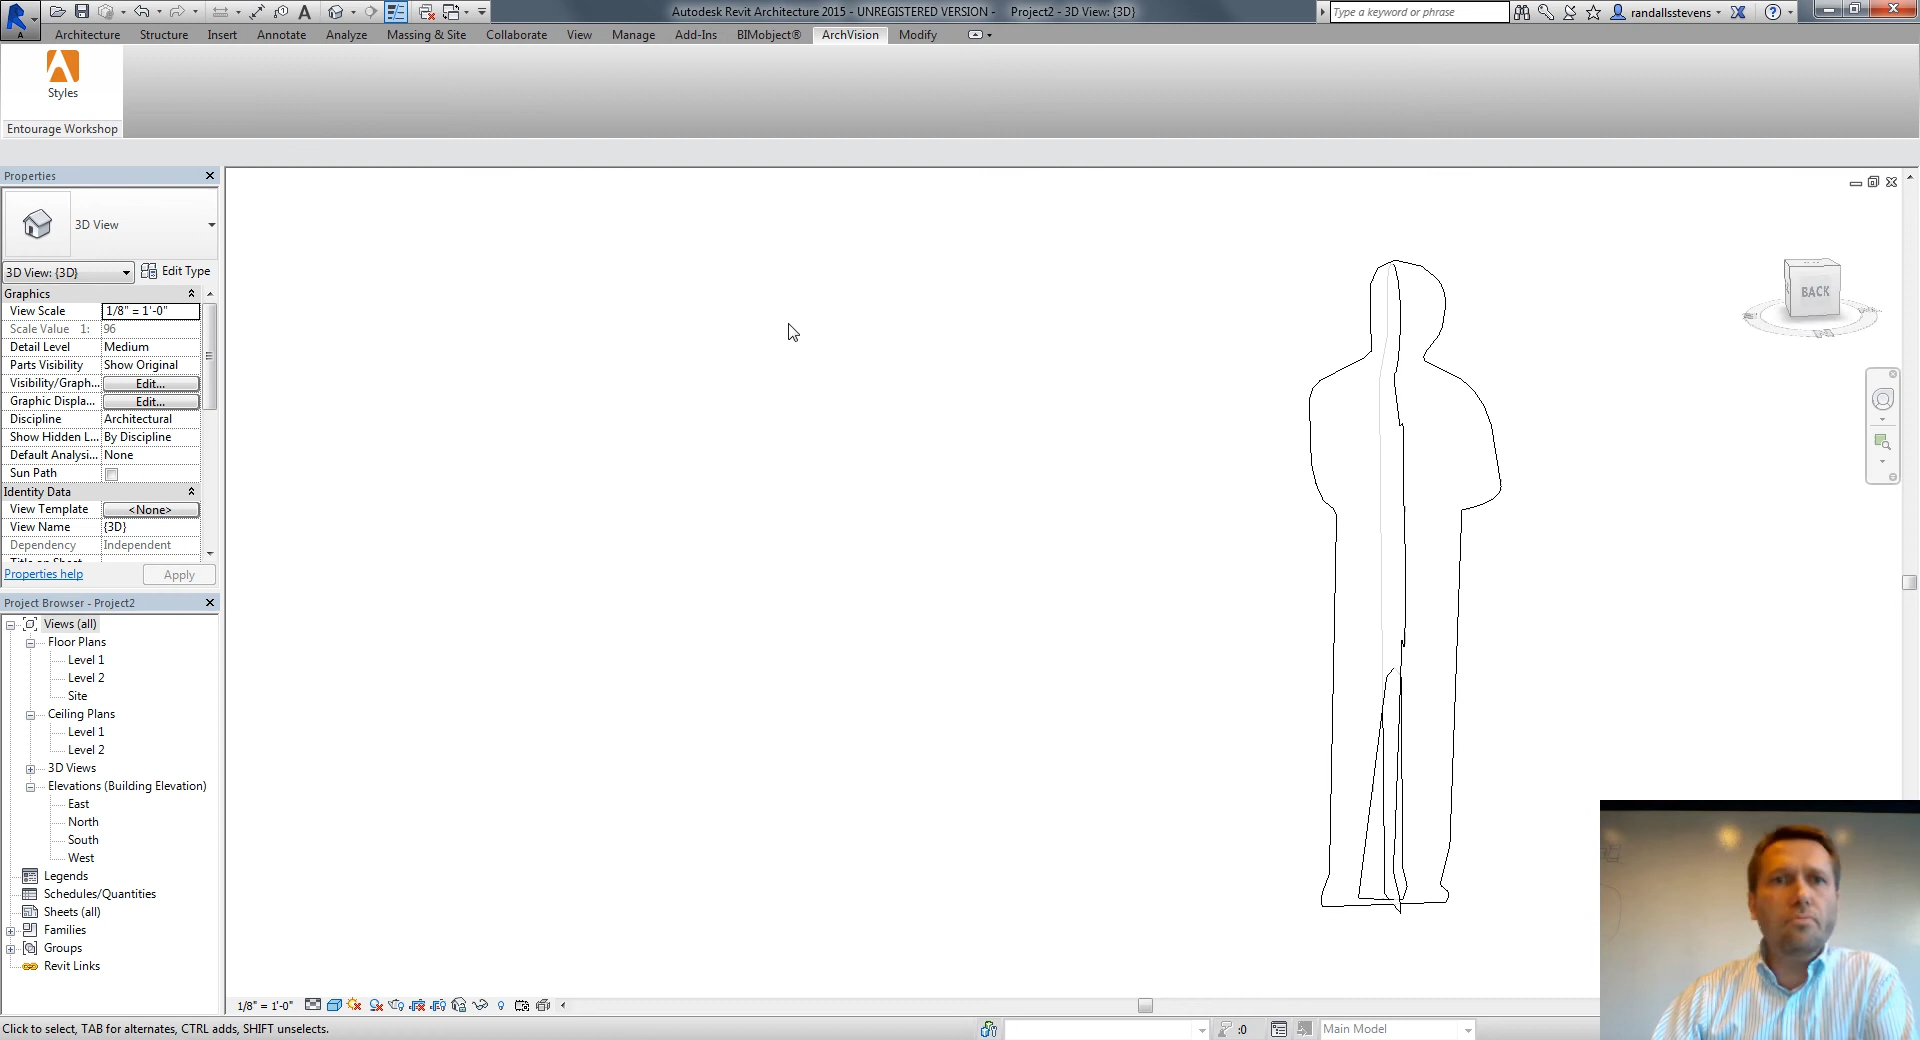 Autodesk Revit Architecture 2015 - UNREGISTERED VERSION - Project2 - 3D View: {3D}
Type a keyword or phrase
randallsstevens
Architecture Structure Insert Annotate Analyze Massing & Site Collaborate View Manage Add-Ins BIMobject® ArchVision Modify
Styles
Entourage Workshop
Properties
3D View
3D View: {3D}
Edit Type
Graphics
View Scale 1/8" = 1'-0"
Scale Value 1: 96
Detail Level Medium
Parts Visibility Show Original
Visibility/Graph... Edit...
Graphic Displa... Edit...
Discipline Architectural
Show Hidden L... By Discipline
Default Analysi... None
Sun Path
Identity Data
View Template <None>
View Name {3D}
Dependency Independent
Properties help
Apply
Project Browser - Project2
Views (all)
Floor Plans
Level 1
Level 2
Site
Ceiling Plans
Level 1
Level 2
3D Views
Elevations (Building Elevation)
East
North
South
West
Legends
Schedules/Quantities
Sheets (all)
Families
Groups
Revit Links
BACK
1/8" = 1'-0"
Click to select, TAB for alternates, CTRL adds, SHIFT unselects.
:0
Main Model